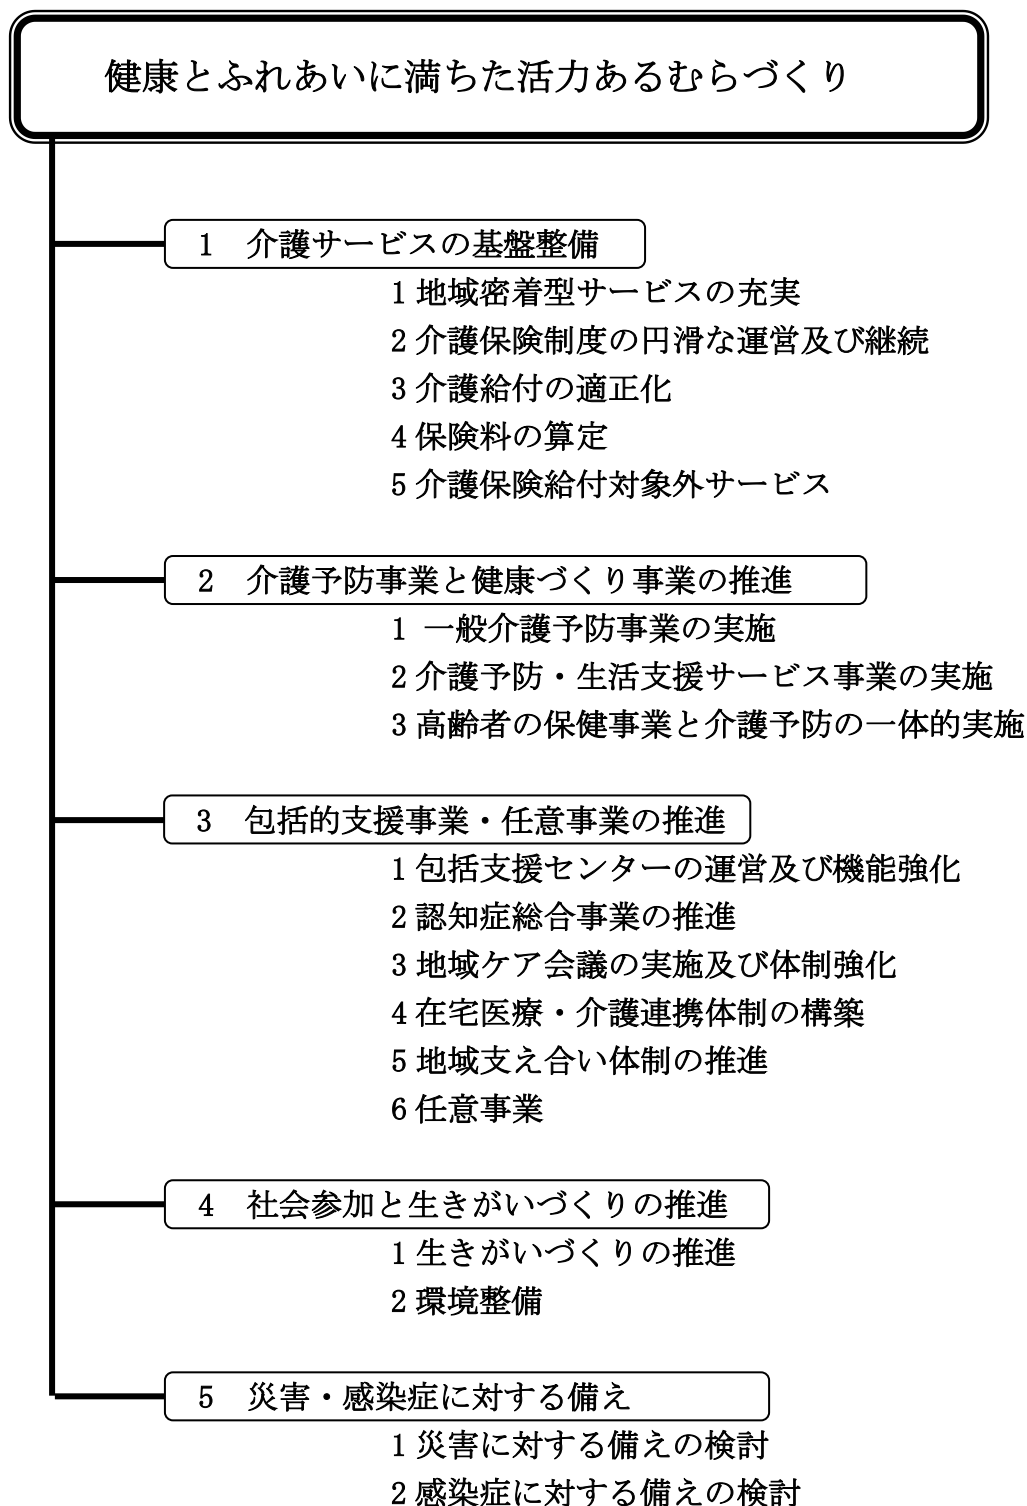 健康とふれあいに満ちた活力あるむらづくり
1　介護サービスの基盤整備
1 地域密着型サービスの充実
2 介護保険制度の円滑な運営及び継続
3 介護給付の適正化
4 保険料の算定
5 介護保険給付対象外サービス
2　介護予防事業と健康づくり事業の推進
1 一般介護予防事業の実施
2 介護予防・生活支援サービス事業の実施
3 高齢者の保健事業と介護予防の一体的実施
3　包括的支援事業・任意事業の推進
1 包括支援センターの運営及び機能強化
2 認知症総合事業の推進
3 地域ケア会議の実施及び体制強化
4 在宅医療・介護連携体制の構築
5 地域支え合い体制の推進
6 任意事業
4　社会参加と生きがいづくりの推進
1 生きがいづくりの推進
2 環境整備
5　災害・感染症に対する備え
1 災害に対する備えの検討
2 感染症に対する備えの検討